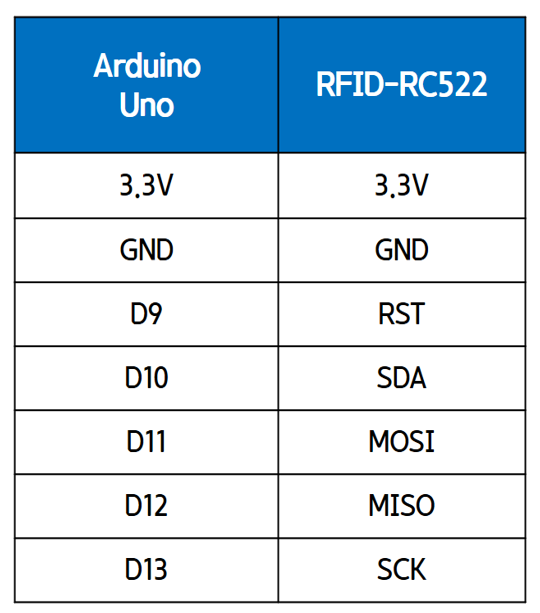 Arduino
Uno
RFID-RC522
3.3V
3.3V
GND
GND
D9
RST
D10
SDA
D11
MOSI
D12
MISO
D13
SCK